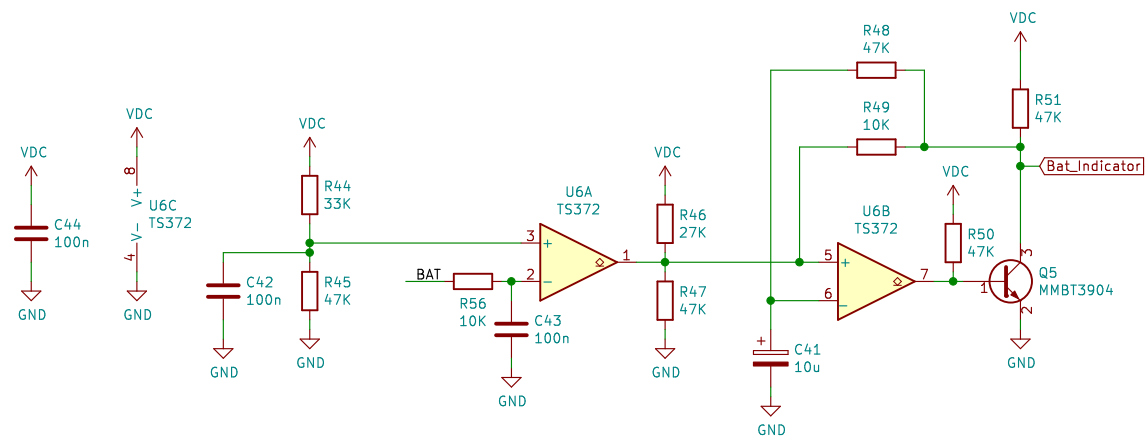 VDC
C44
100n
GND
VDC
8
V+
V-
4
U6C
TS372
GND
VDC
R44
33K
C42
100n
GND
R45
47K
GND
BAT
R56
10K
C43
100n
GND
U6A
TS372
3
+
2
-
1
VDC
R46
27K
R47
47K
GND
R48
47K
R49
10K
+
C41
10u
GND
U6B
TS372
5
+
6
-
7
VDC
R50
47K
VDC
R51
47K
Bat_Indicator
3
1
2
Q5
MMBT3904
GND